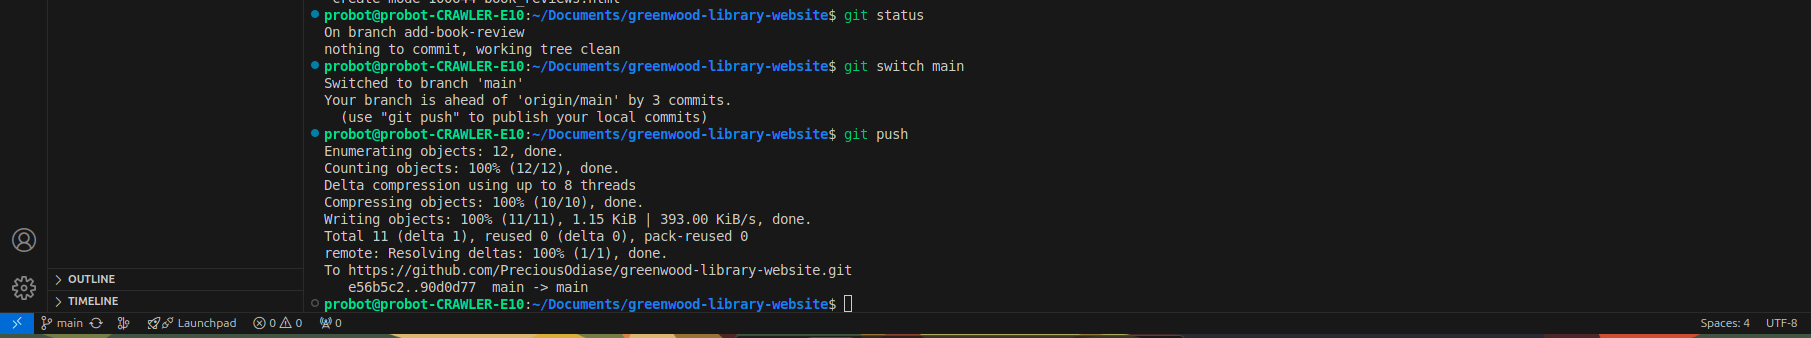 create mode 100644 book_reviews.html
probot@probot-CRAWLER-E10:~/Documents/greenwood-library-website$ git status
On branch add-book-review
nothing to commit, working tree clean
probot@probot-CRAWLER-E10:~/Documents/greenwood-library-website$ git switch main
Switched to branch 'main'
Your branch is ahead of 'origin/main' by 3 commits.
  (use "git push" to publish your local commits)
probot@probot-CRAWLER-E10:~/Documents/greenwood-library-website$ git push
Enumerating objects: 12, done.
Counting objects: 100% (12/12), done.
Delta compression using up to 8 threads
Compressing objects: 100% (10/10), done.
Writing objects: 100% (11/11), 1.15 KiB | 393.00 KiB/s, done.
Total 11 (delta 1), reused 0 (delta 0), pack-reused 0
remote: Resolving deltas: 100% (1/1), done.
To https://github.com/PreciousOdiase/greenwood-library-website.git
   e56b5c2..90d0d77  main -> main
probot@probot-CRAWLER-E10:~/Documents/greenwood-library-website$
OUTLINE
TIMELINE
main Launchpad 0 0 0 Spaces: 4 UTF-8